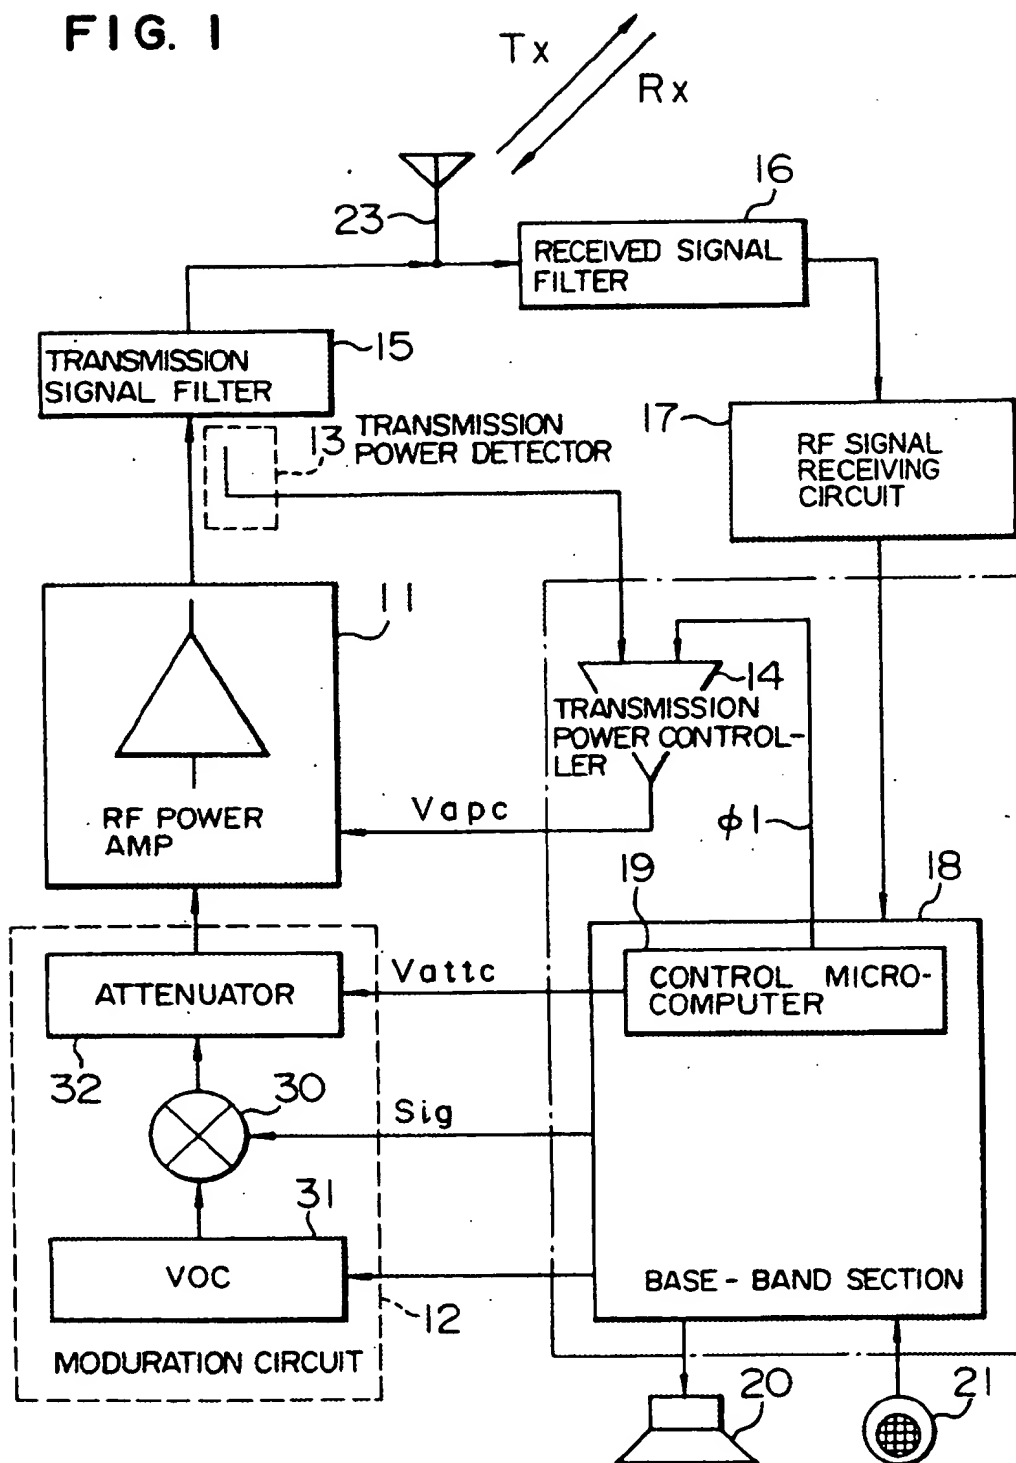 FIG. 1
Tx
Rx
23
16
RECEIVED SIGNAL
FILTER
TRANSMISSION
SIGNAL FILTER
15
13
TRANSMISSION
POWER DETECTOR
17
RF SIGNAL
RECEIVING
CIRCUIT
11
RF POWER
AMP
14
TRANSMISSION
POWER CONTROL-
LER
Vapc
φ1
19
18
CONTROL MICRO-
COMPUTER
ATTENUATOR
Vattc
32
30
Sig
31
VOC
BASE-BAND SECTION
12
MODURATION CIRCUIT
20
21